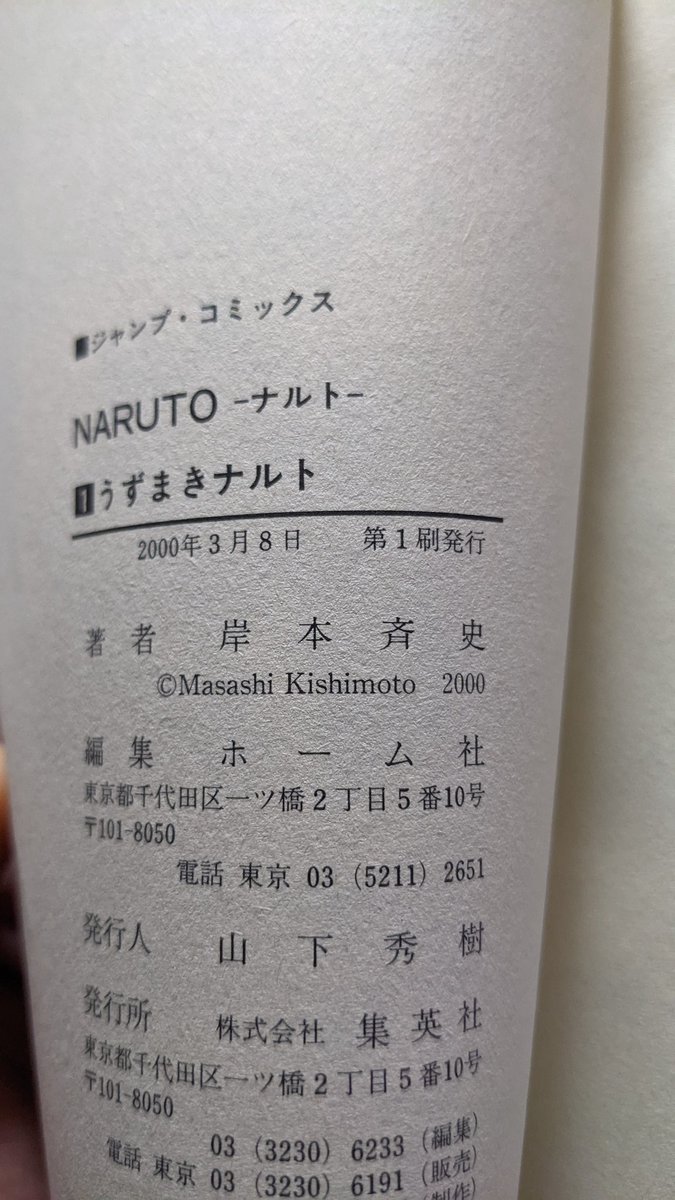 ■ジャンプ・コミックス
NARUTO -ナルト-
1 うずまきナルト
2000年3月8日 第1刷発行
著者 岸本斉史
©Masashi Kishimoto 2000
編集 ホーム社
東京都千代田区一ツ橋2丁目5番10号
〒101-8050
電話 東京 03 (5211) 2651
発行人 山下秀樹
発行所 株式会社 集英社
東京都千代田区一ツ橋2丁目5番10号
〒101-8050
03 (3230) 6233 (編集)
電話 東京 03 (3230) 6191 (販売)
(制作)